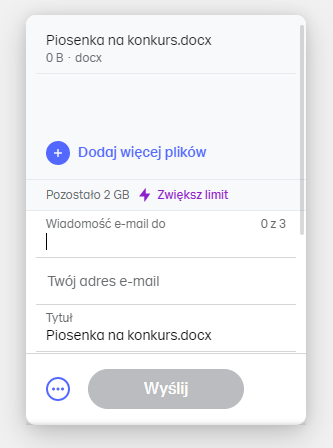 Piosenka na konkurs.docx
0 B · docx
Dodaj więcej plików
Pozostało 2 GB Zwiększ limit
Wiadomość e-mail do 0 z 3
Twój adres e-mail
Tytuł
Piosenka na konkurs.docx
Wyślij